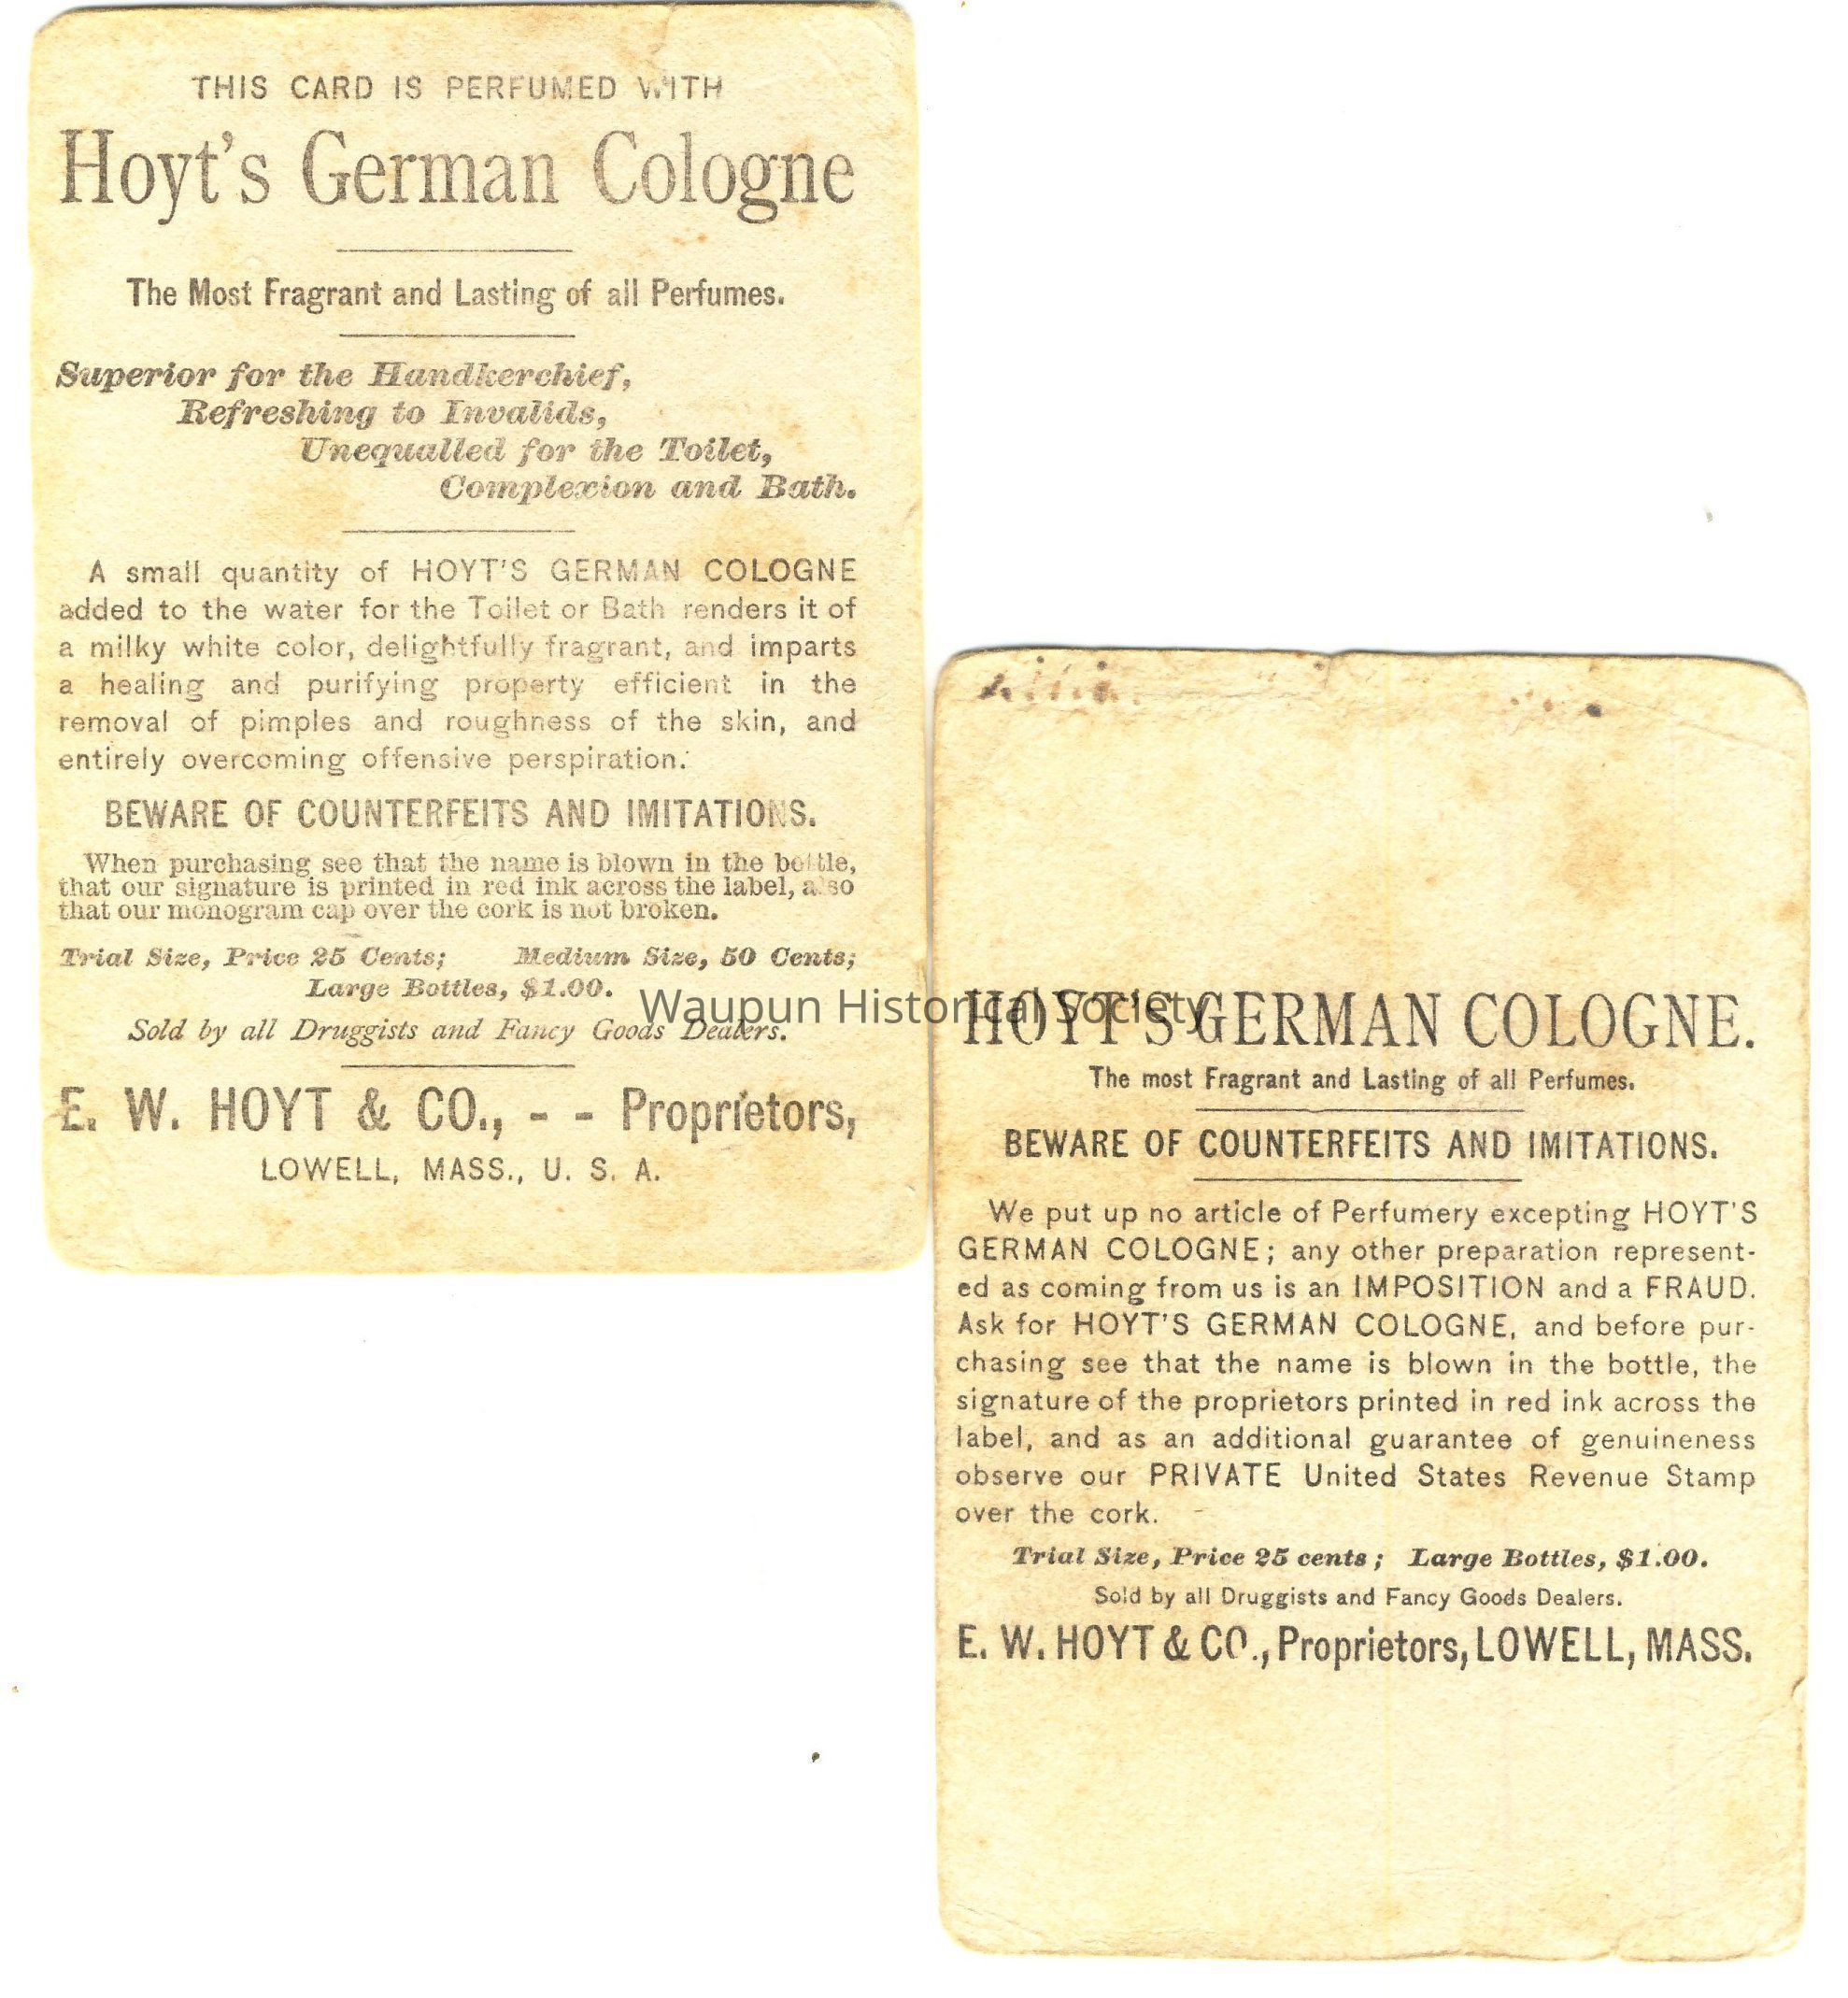 THIS CARD IS PERFUMED WITH
Hoyt's German Cologne
The Most Fragrant and Lasting of all Perfumes.
Superior for the Handkerchief,
Refreshing to Invalids,
Unequalled for the Toilet,
Complexion and Bath.
A small quantity of HOYT'S GERMAN COLOGNE
added to the water for the Toilet or Bath renders it of
a milky white color, delightfully fragrant, and imparts
a healing and purifying property efficient in the
removal of pimples and roughness of the skin, and
entirely overcoming offensive perspiration.
BEWARE OF COUNTERFEITS AND IMITATIONS.
When purchasing see that the name is blown in the bottle,
that our signature is printed in red ink across the label, also
that our monogram cap over the cork is not broken.
Trial Size, Price 25 Cents; Medium Size, 50 Cents;
Large Bottles, $1.00.
Sold by all Druggists and Fancy Goods Dealers.
E. W. HOYT & CO., - - Proprietors,
LOWELL, MASS., U. S. A.
Waupun Historical Society
HOYT'S GERMAN COLOGNE.
The most Fragrant and Lasting of all Perfumes.
BEWARE OF COUNTERFEITS AND IMITATIONS.
We put up no article of Perfumery excepting HOYT'S
GERMAN COLOGNE; any other preparation represent-
ed as coming from us is an IMPOSITION and a FRAUD.
Ask for HOYT'S GERMAN COLOGNE, and before pur-
chasing see that the name is blown in the bottle, the
signature of the proprietors printed in red ink across the
label, and as an additional guarantee of genuineness
observe our PRIVATE United States Revenue Stamp
over the cork.
Trial Size, Price 25 cents; Large Bottles, $1.00.
Sold by all Druggists and Fancy Goods Dealers.
E. W. HOYT & CO., Proprietors, LOWELL, MASS.